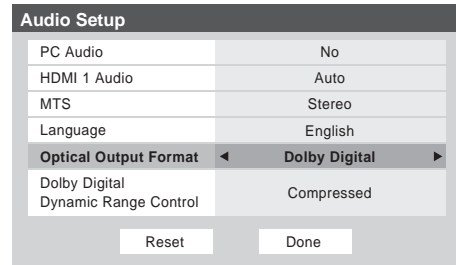 Audio Setup
PC Audio No
HDMI 1 Audio Auto
MTS Stereo
Language English
Optical Output Format ◀ Dolby Digital ▶
Dolby Digital
Dynamic Range Control Compressed
Reset Done